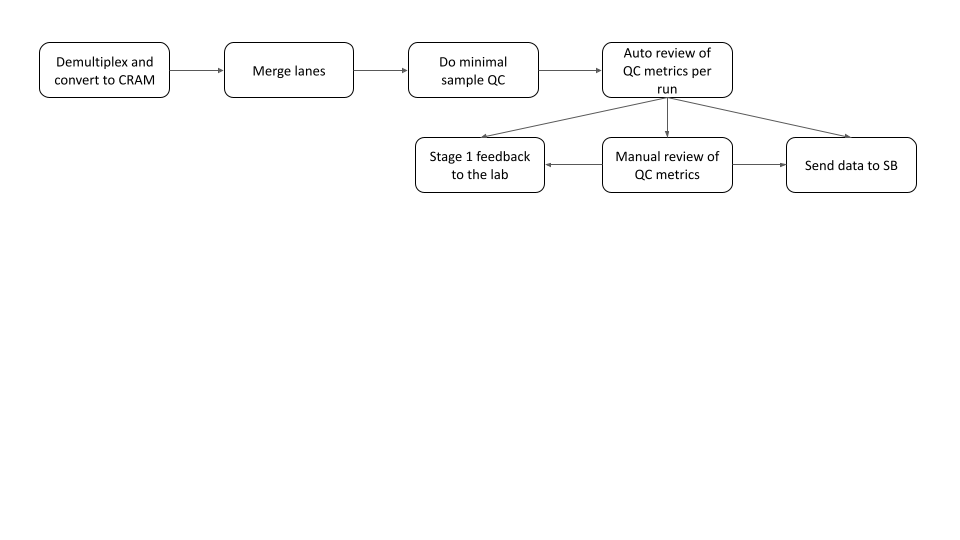 Demultiplex and
convert to CRAM
Merge lanes
Do minimal
sample QC
Auto review of
QC metrics per
run
Stage 1 feedback
to the lab
Manual review of
QC metrics
Send data to SB